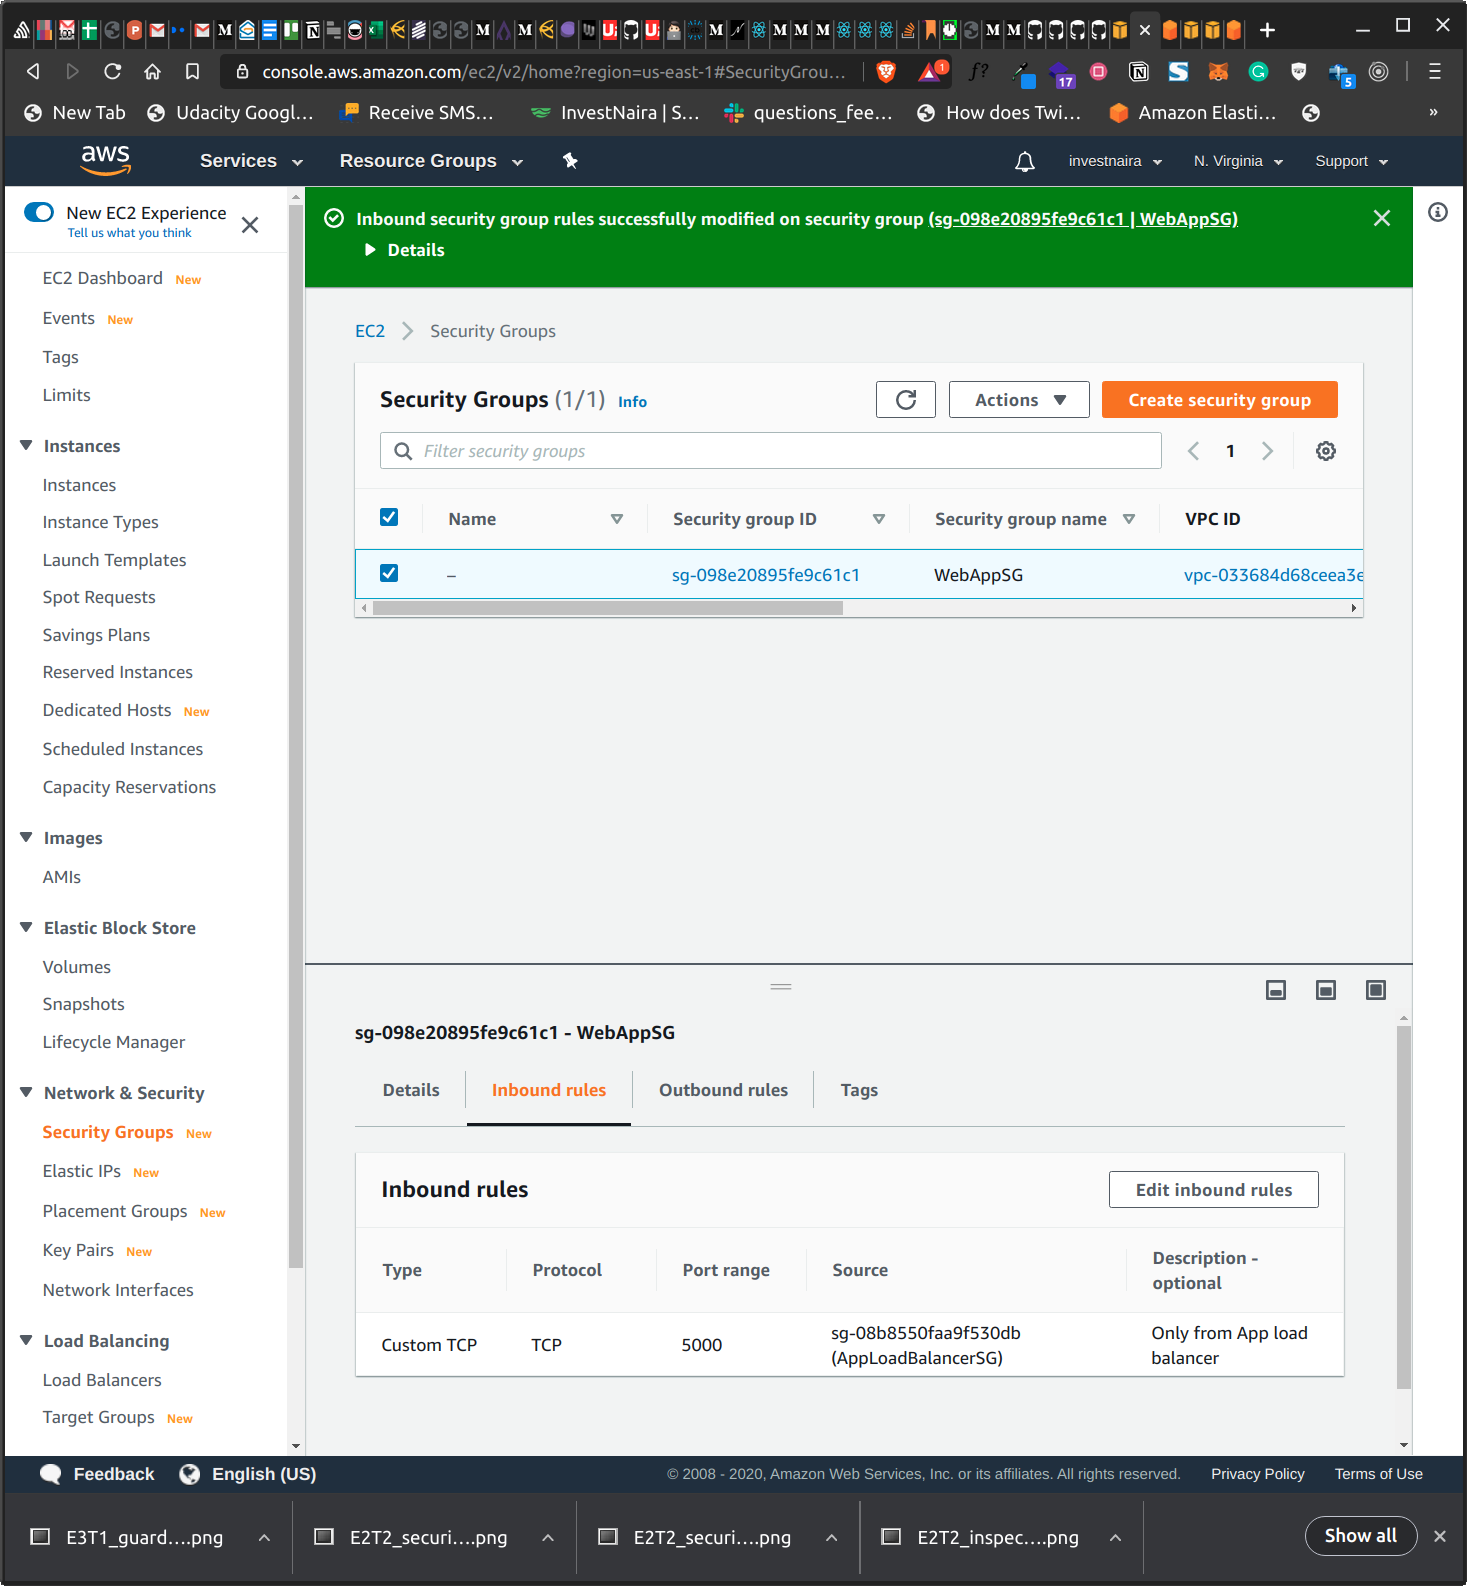 console.aws.amazon.com/ec2/v2/home?region=us-east-1#SecurityGrou...
New Tab
Udacity Googl...
Receive SMS...
InvestNaira | S...
questions_fee...
How does Twi...
Amazon Elasti...
»
aws
Services
Resource Groups
investnaira
N. Virginia
Support
New EC2 Experience
Tell us what you think
EC2 Dashboard New
Events New
Tags
Limits
Instances
Instances
Instance Types
Launch Templates
Spot Requests
Savings Plans
Reserved Instances
Dedicated Hosts New
Scheduled Instances
Capacity Reservations
Images
AMIs
Elastic Block Store
Volumes
Snapshots
Lifecycle Manager
Network & Security
Security Groups New
Elastic IPs New
Placement Groups New
Key Pairs New
Network Interfaces
Load Balancing
Load Balancers
Target Groups New
Inbound security group rules successfully modified on security group (sg-098e20895fe9c61c1 | WebAppSG)
Details
EC2 Security Groups
Security Groups (1/1) Info
Actions
Create security group
Filter security groups
1
Name
Security group ID
Security group name
VPC ID
–
sg-098e20895fe9c61c1
WebAppSG
vpc-033684d68ceea3e
sg-098e20895fe9c61c1 - WebAppSG
Details
Inbound rules
Outbound rules
Tags
Inbound rules
Edit inbound rules
Type
Protocol
Port range
Source
Description -
optional
Custom TCP
TCP
5000
sg-08b8550faa9f530db
(AppLoadBalancerSG)
Only from App load
balancer
Feedback
English (US)
© 2008 - 2020, Amazon Web Services, Inc. or its affiliates. All rights reserved.
Privacy Policy
Terms of Use
E3T1_guard....png
E2T2_securi....png
E2T2_securi....png
E2T2_inspec....png
Show all